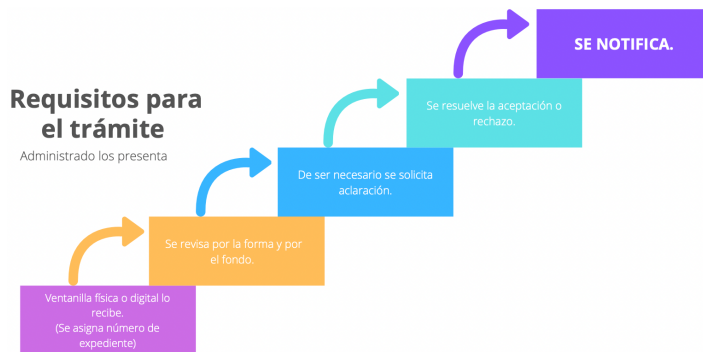 Requisitos para
el trámite
Administrado los presenta
Ventanilla física o digital lo
recibe.
(Se asigna número de
expediente)
Se revisa por la forma y por
el fondo.
De ser necesario se solicita
aclaración.
Se resuelve la aceptación o
rechazo.
SE NOTIFICA.